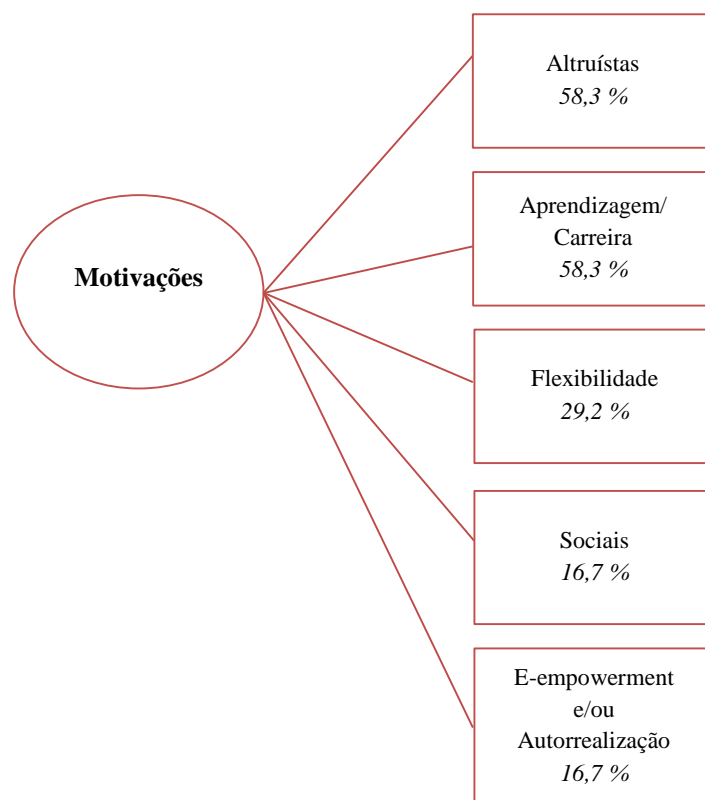 Motivações
Altruístas
58,3 %
Aprendizagem/
Carreira
58,3 %
Flexibilidade
29,2 %
Sociais
16,7 %
E-empowerment
e/ou
Autorrealização
16,7 %